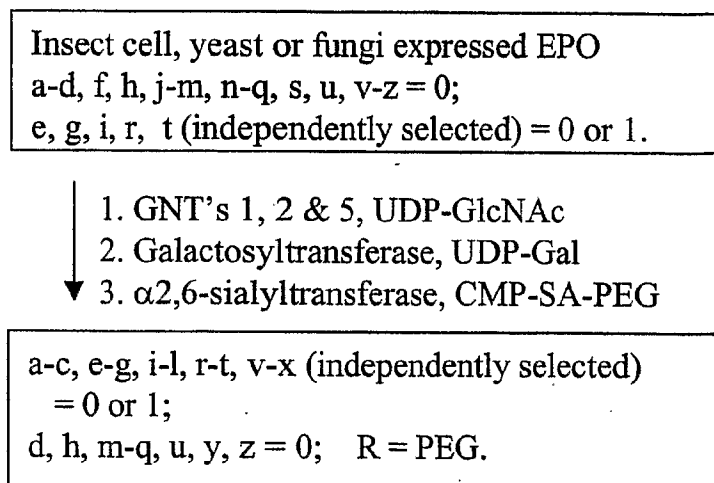 Insect cell, yeast or fungi expressed EPO
a-d, f, h, j-m, n-q, s, u, v-z = 0;
e, g, i, r, t (independently selected) = 0 or 1.
1. GNT's 1, 2 & 5, UDP-GlcNAc
2. Galactosyltransferase, UDP-Gal
3. α2,6-sialyltransferase, CMP-SA-PEG
a-c, e-g, i-l, r-t, v-x (independently selected)
= 0 or 1;
d, h, m-q, u, y, z = 0; R = PEG.